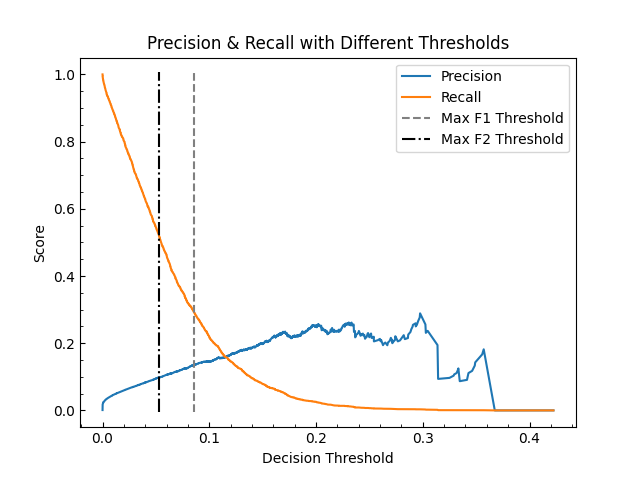 Precision & Recall with Different Thresholds
Precision
Recall
Max F1 Threshold
Max F2 Threshold
Score
1.0
0.8
0.6
0.4
0.2
0.0
0.0 0.1 0.2 0.3 0.4
Decision Threshold